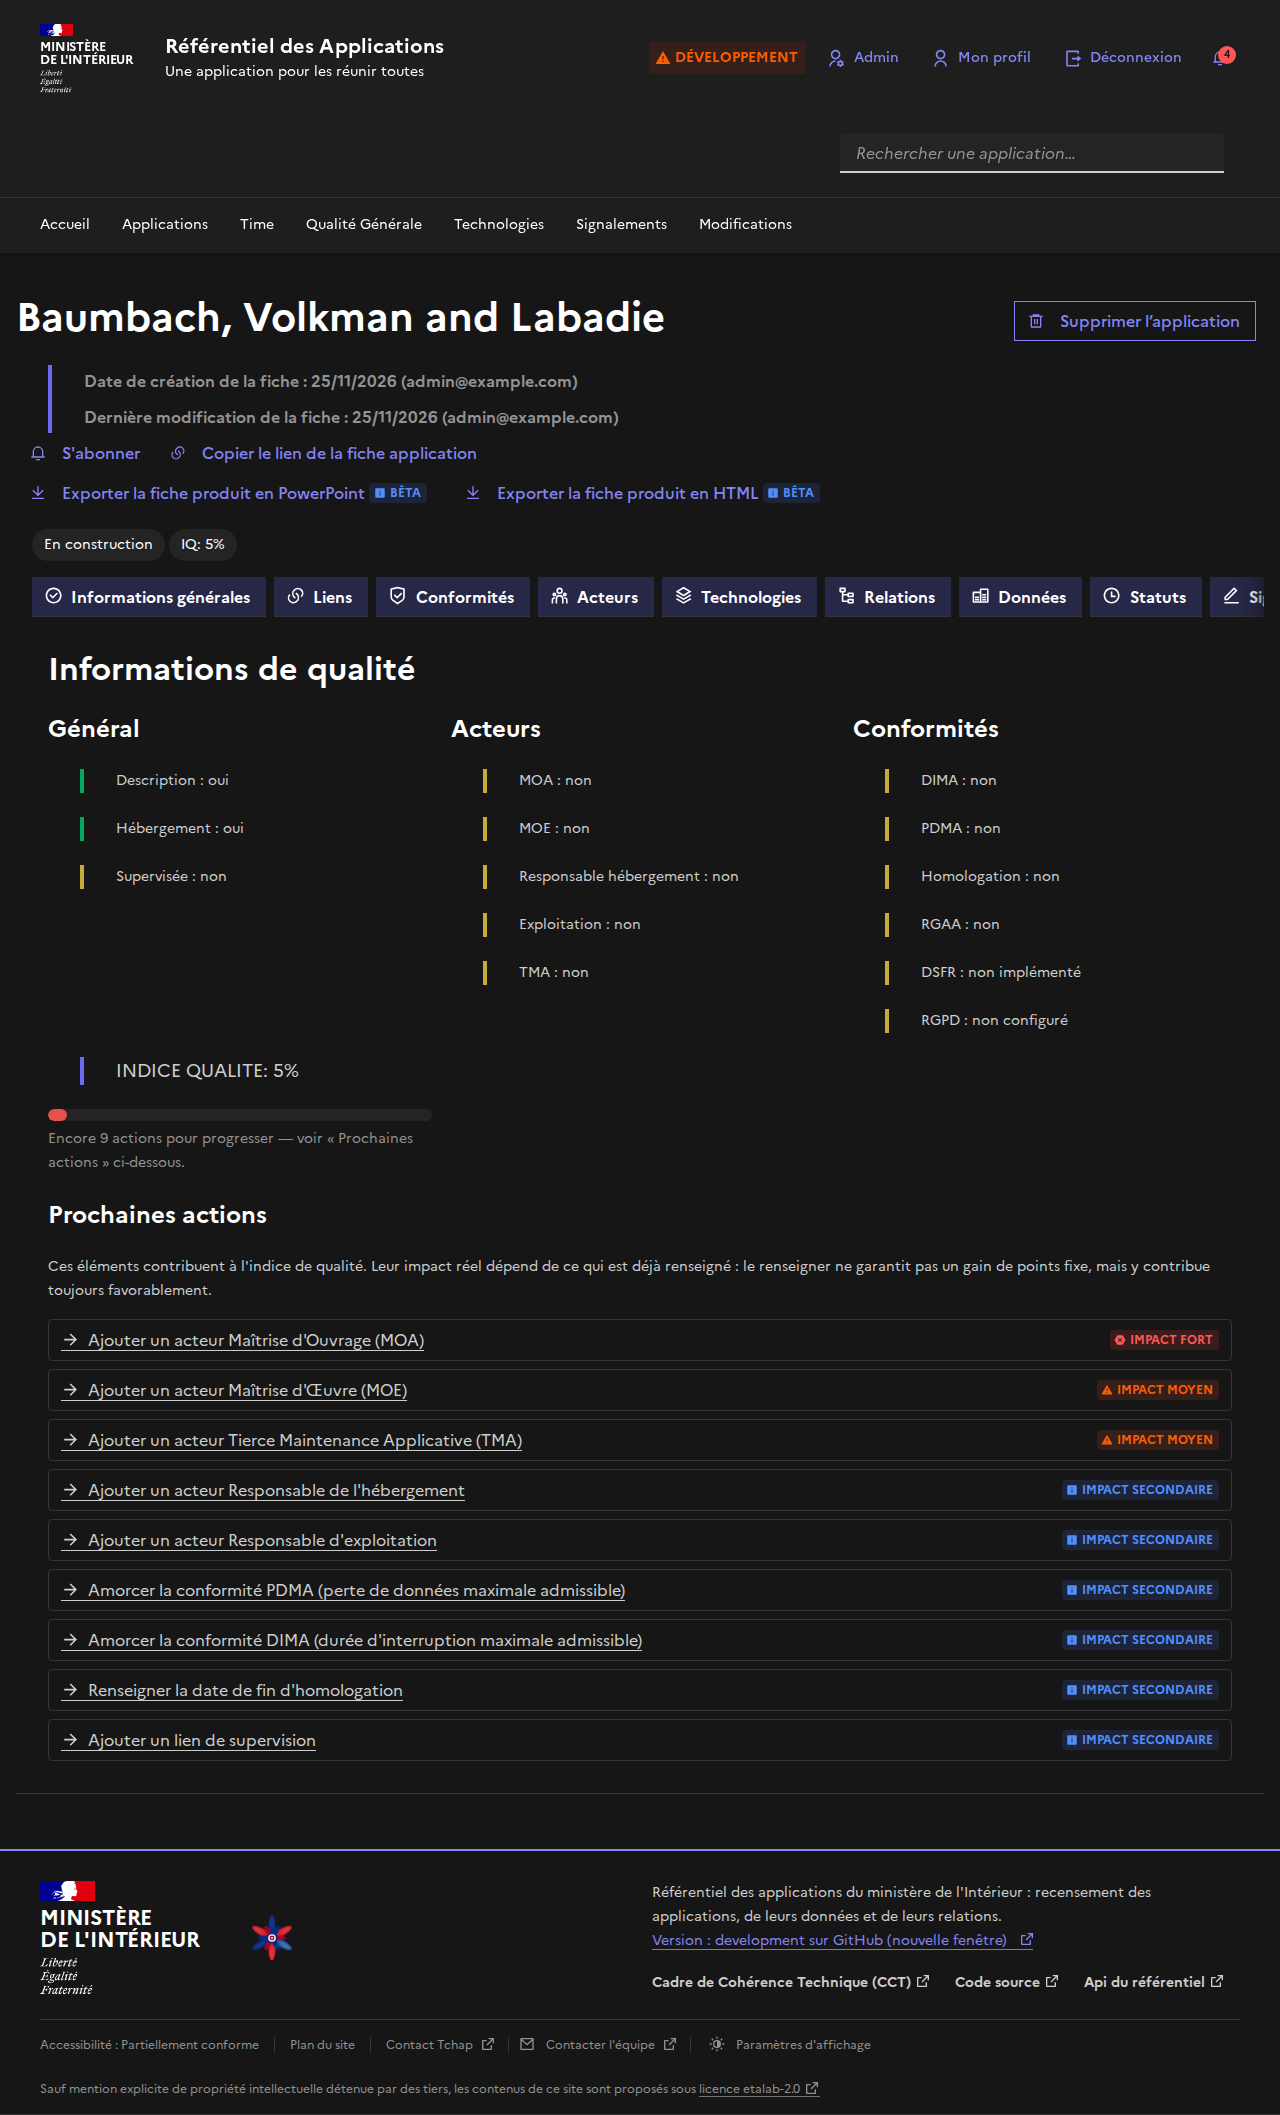 MINISTÈRE
DE L'INTÉRIEUR
Liberté
Égalité
Fraternité
Référentiel des Applications
Une application pour les réunir toutes
DÉVELOPPEMENT
Admin
Mon profil
Déconnexion
4
Rechercher une application...
Accueil
Applications
Time
Qualité Générale
Technologies
Signalements
Modifications
Baumbach, Volkman and Labadie
Supprimer l’application
Date de création de la fiche : 25/11/2026 (admin@example.com)
Dernière modification de la fiche : 25/11/2026 (admin@example.com)
S'abonner
Copier le lien de la fiche application
Exporter la fiche produit en PowerPoint BÊTA
Exporter la fiche produit en HTML BÊTA
En construction
IQ: 5%
Informations générales
Liens
Conformités
Acteurs
Technologies
Relations
Données
Statuts
Informations de qualité
Général
Description : oui
Hébergement : oui
Supervisée : non
Acteurs
MOA : non
MOE : non
Responsable hébergement : non
Exploitation : non
TMA : non
Conformités
DIMA : non
PDMA : non
Homologation : non
RGAA : non
DSFR : non implémenté
RGPD : non configuré
INDICE QUALITE: 5%
Encore 9 actions pour progresser — voir « Prochaines
actions » ci-dessous.
Prochaines actions
Ces éléments contribuent à l'indice de qualité. Leur impact réel dépend de ce qui est déjà renseigné : le renseigner ne garantit pas un gain de points fixe, mais y contribue
toujours favorablement.
Ajouter un acteur Maîtrise d'Ouvrage (MOA)
IMPACT FORT
Ajouter un acteur Maîtrise d'Œuvre (MOE)
IMPACT MOYEN
Ajouter un acteur Tierce Maintenance Applicative (TMA)
IMPACT MOYEN
Ajouter un acteur Responsable de l'hébergement
IMPACT SECONDAIRE
Ajouter un acteur Responsable d'exploitation
IMPACT SECONDAIRE
Amorcer la conformité PDMA (perte de données maximale admissible)
IMPACT SECONDAIRE
Amorcer la conformité DIMA (durée d'interruption maximale admissible)
IMPACT SECONDAIRE
Renseigner la date de fin d'homologation
IMPACT SECONDAIRE
Ajouter un lien de supervision
IMPACT SECONDAIRE
MINISTÈRE
DE L'INTÉRIEUR
Liberté
Égalité
Fraternité
Référentiel des applications du ministère de l'Intérieur : recensement des
applications, de leurs données et de leurs relations.
Version : development sur GitHub (nouvelle fenêtre)
Cadre de Cohérence Technique (CCT)
Code source
Api du référentiel
Accessibilité : Partiellement conforme
Plan du site
Contact Tchap
Contacter l'équipe
Paramètres d'affichage
Sauf mention explicite de propriété intellectuelle détenue par des tiers, les contenus de ce site sont proposés sous licence etalab-2.0